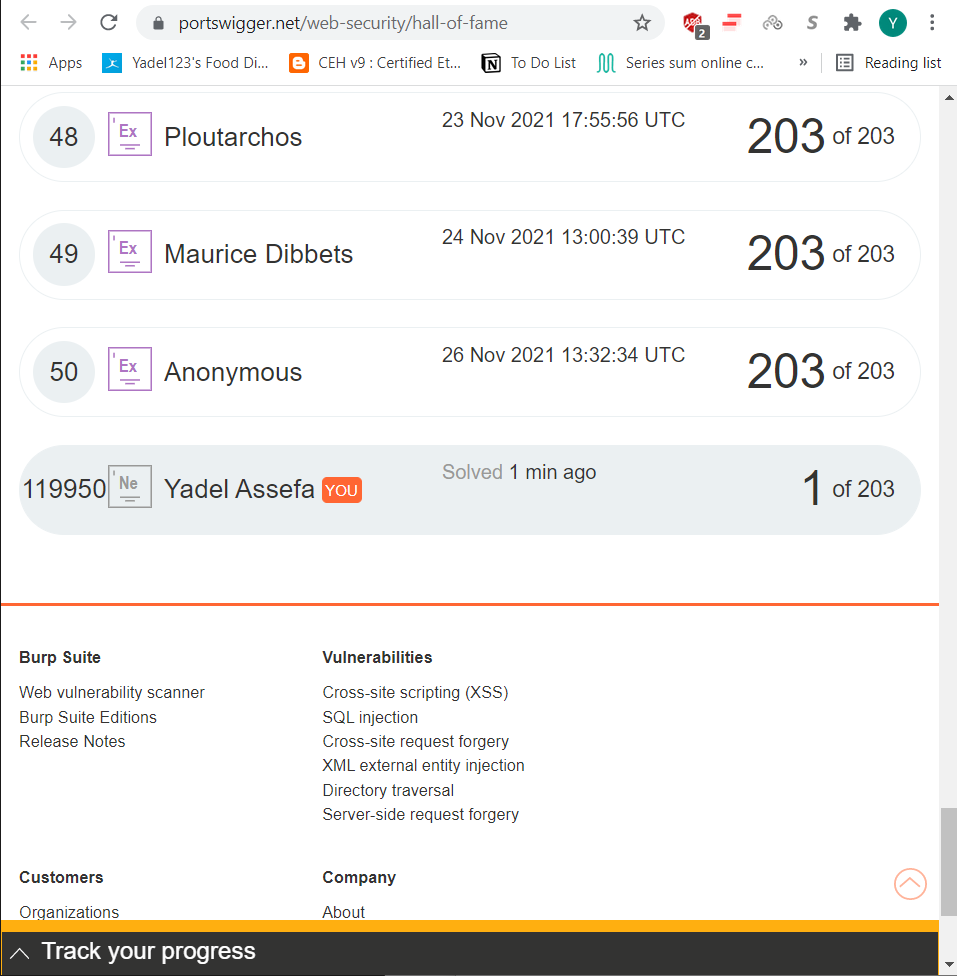 portswigger.net/web-security/hall-of-fame
ABP 2 S Y
Apps Yadel123's Food Di... CEH v9 : Certified Et... To Do List Series sum online c... » Reading list
48 Ex Ploutarchos 23 Nov 2021 17:55:56 UTC 203 of 203
49 Ex Maurice Dibbets 24 Nov 2021 13:00:39 UTC 203 of 203
50 Ex Anonymous 26 Nov 2021 13:32:34 UTC 203 of 203
119950 Ne Yadel Assefa YOU Solved 1 min ago 1 of 203
Burp Suite
Web vulnerability scanner
Burp Suite Editions
Release Notes
Vulnerabilities
Cross-site scripting (XSS)
SQL injection
Cross-site request forgery
XML external entity injection
Directory traversal
Server-side request forgery
Customers
Organizations
Company
About
Track your progress